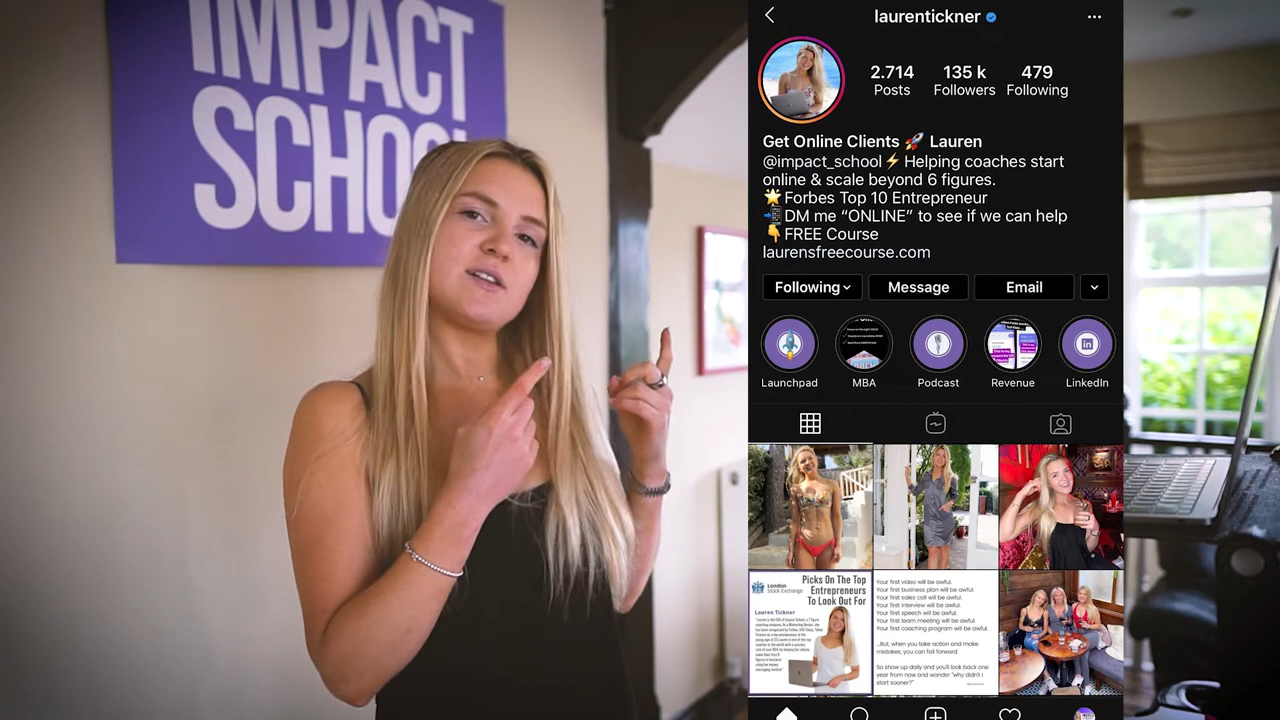 IMPACT
SCHOOL
laurentickner
2.714
Posts
135 k
Followers
479
Following
Get Online Clients 🚀 Lauren
@impact_school⚡Helping coaches start
online & scale beyond 6 figures.
🌟Forbes Top 10 Entrepreneur
📲DM me “ONLINE” to see if we can help
👇FREE Course
laurensfreecourse.com
Following
Message
Email
Launchpad
MBA
Podcast
Revenue
LinkedIn
London
Stock Exchange
Picks On The Top
Entrepreneurs
To Look Out For
Lauren Tickner
Your first video will be awful.
Your first business plan will be awful.
Your first sales call will be awful.
Your first interview will be awful.
Your first speech will be awful.
Your first team meeting will be awful.
Your first coaching program will be awful.
...But, when you take action and make
mistakes, you can fail forward.
So show up daily and you'll look back one
year from now and wonder "why didn't I
start sooner?"